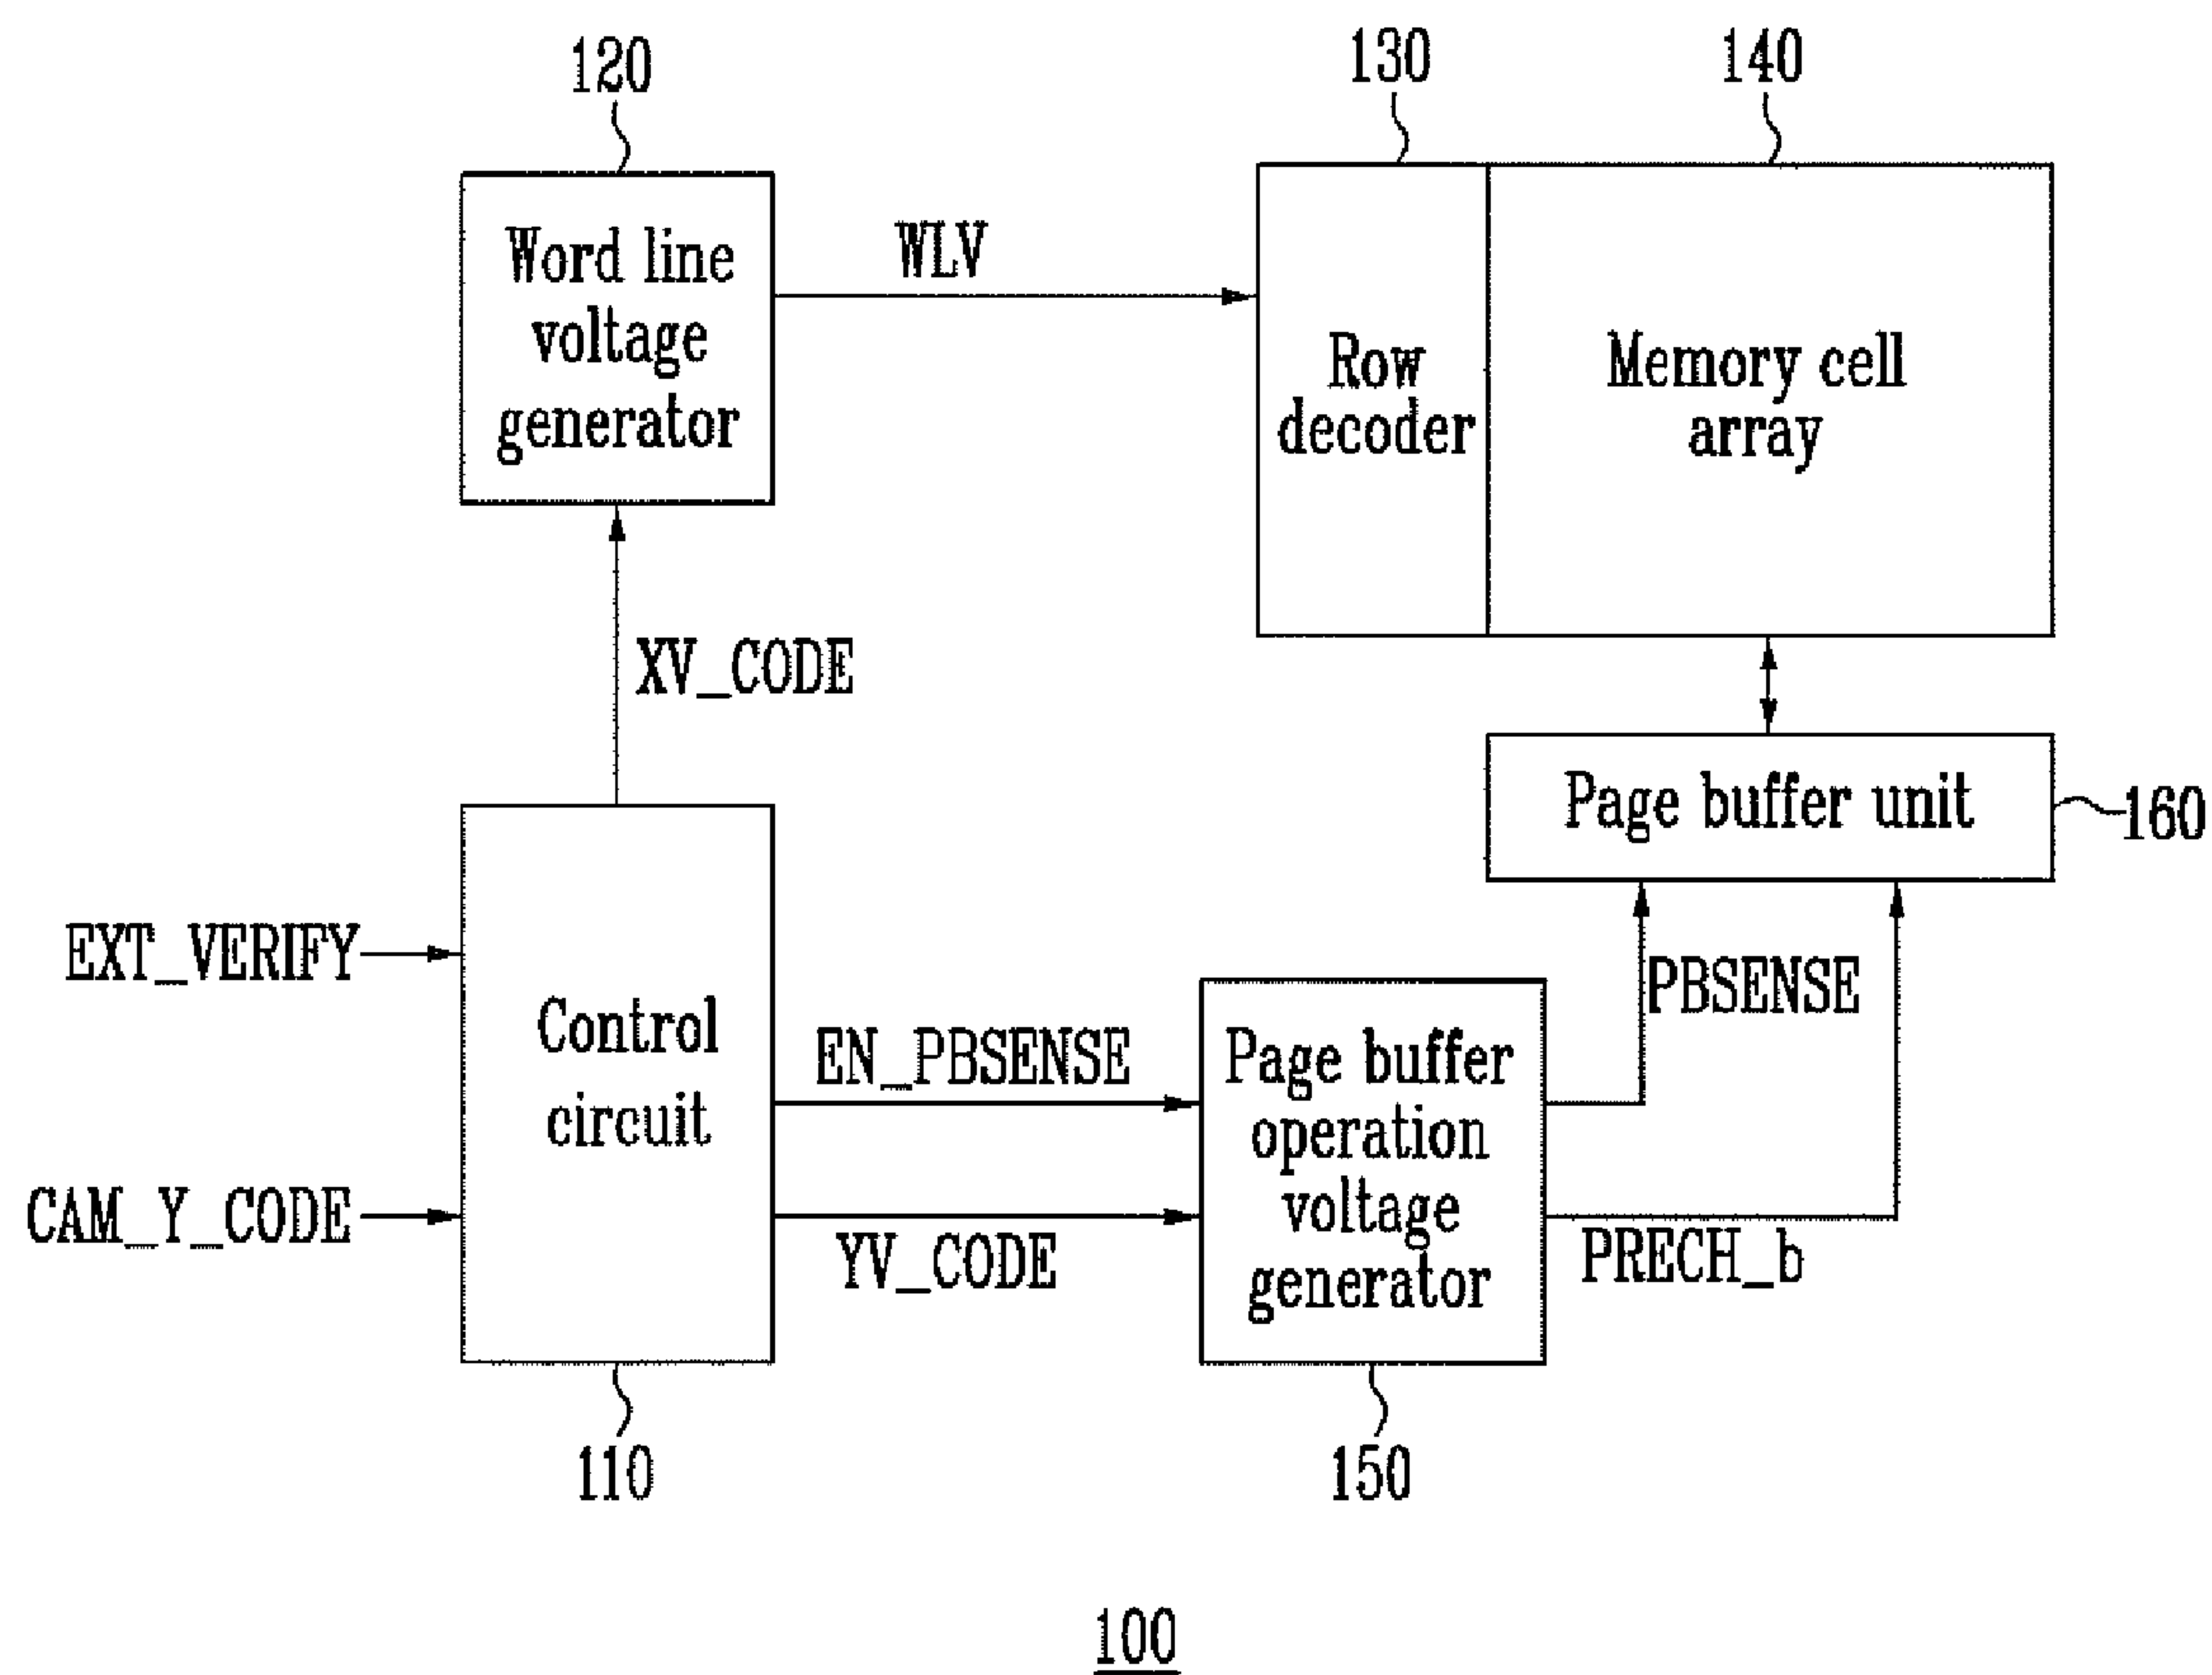 120
130
140
Word line
voltage
generator
WLV
Row
decoder
Memory cell
array
XV_CODE
Page buffer unit
160
EXT_VERIFY
CAM_Y_CODE
Control
circuit
EN_PBSENSE
YV_CODE
Page buffer
operation
voltage
generator
PBSENSE
PRECH_b
110
150
100